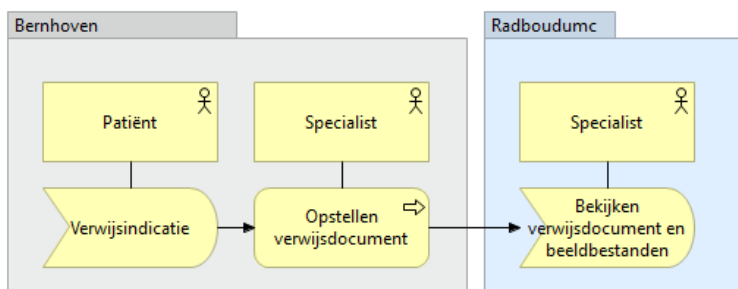 Bernhoven
Radboudumc
Patiënt
Specialist
Specialist
Verwijsindicatie
Opstellen
verwijsdocument
Bekijken
verwijsdocument en
beeldbestanden